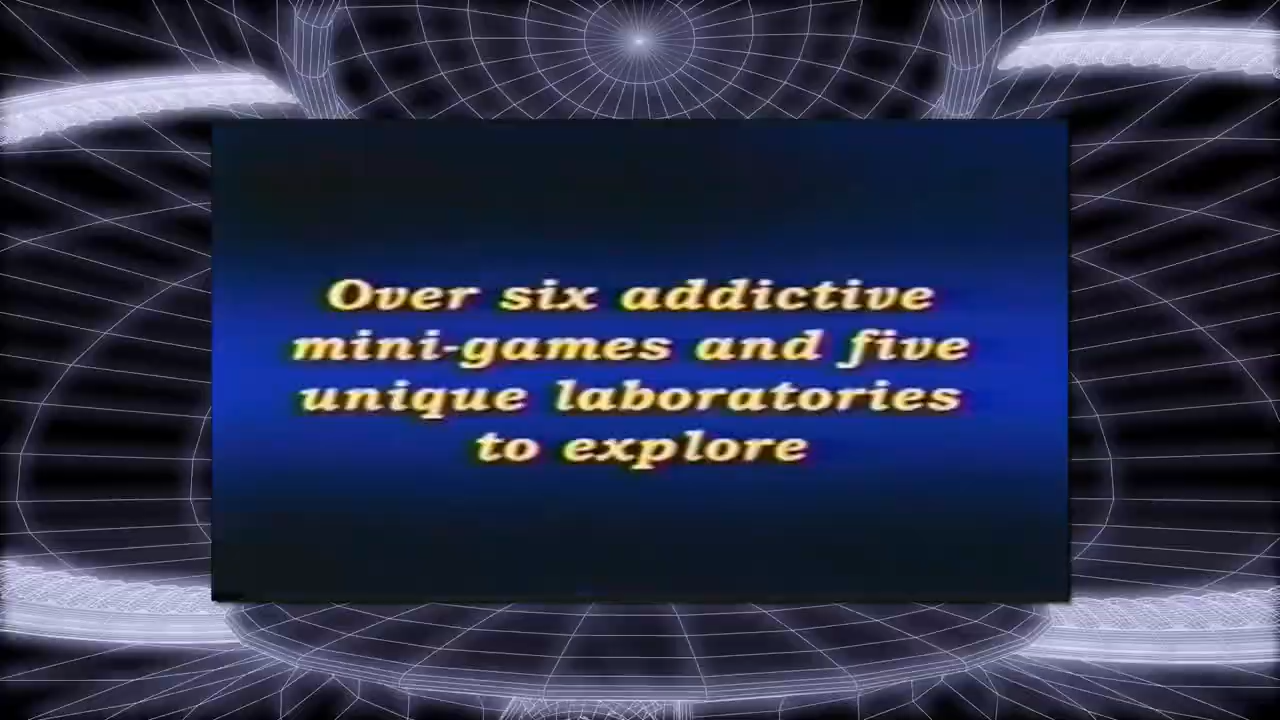 Over six addictive
mini-games and five
unique laboratories
to explore